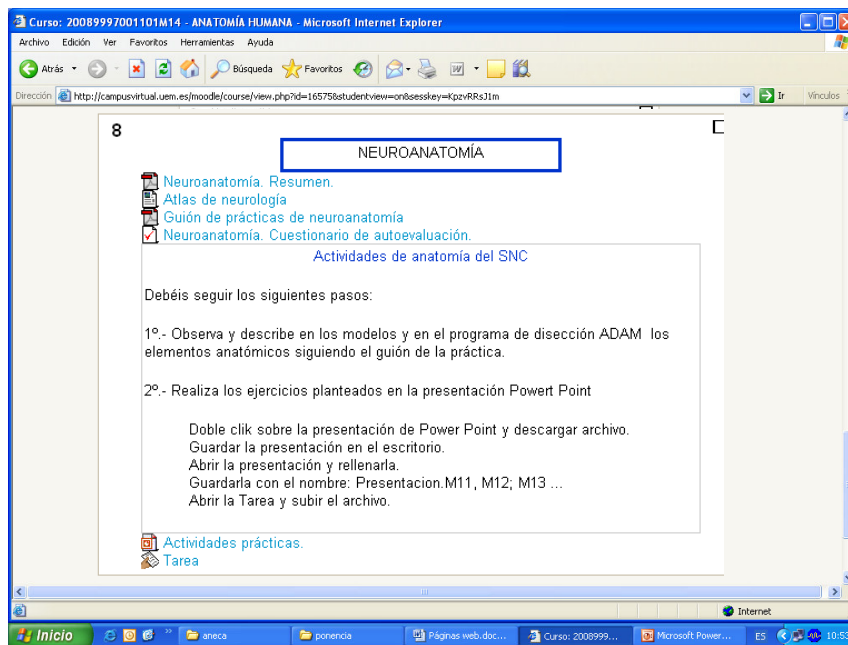 Curso: 20089997001101M14 - ANATOMÍA HUMANA - Microsoft Internet Explorer
Archivo Edición Ver Favoritos Herramientas Ayuda
Atrás Búsqueda Favoritos
Dirección http://campusvirtual.uem.es/moodle/course/view.php?id=16575&studentview=on&sesskey=KpzvRRsJ1m Ir Vínculos
8
NEUROANATOMÍA
Neuroanatomía. Resumen.
Atlas de neurología
Guión de prácticas de neuroanatomía
Neuroanatomía. Cuestionario de autoevaluación.
Actividades de anatomía del SNC
Debéis seguir los siguientes pasos:
1º.- Observa y describe en los modelos y en el programa de disección ADAM los
elementos anatómicos siguiendo el guión de la práctica.
2º.- Realiza los ejercicios planteados en la presentación Powert Point
Doble clik sobre la presentación de Power Point y descargar archivo.
Guardar la presentación en el escritorio.
Abrir la presentación y rellenarla.
Guardarla con el nombre: Presentacion.M11, M12; M13 ...
Abrir la Tarea y subir el archivo.
Actividades prácticas.
Tarea
Internet
Inicio » aneca ponencia Páginas web.doc... Curso: 2008999... Microsoft Power... ES 10:53